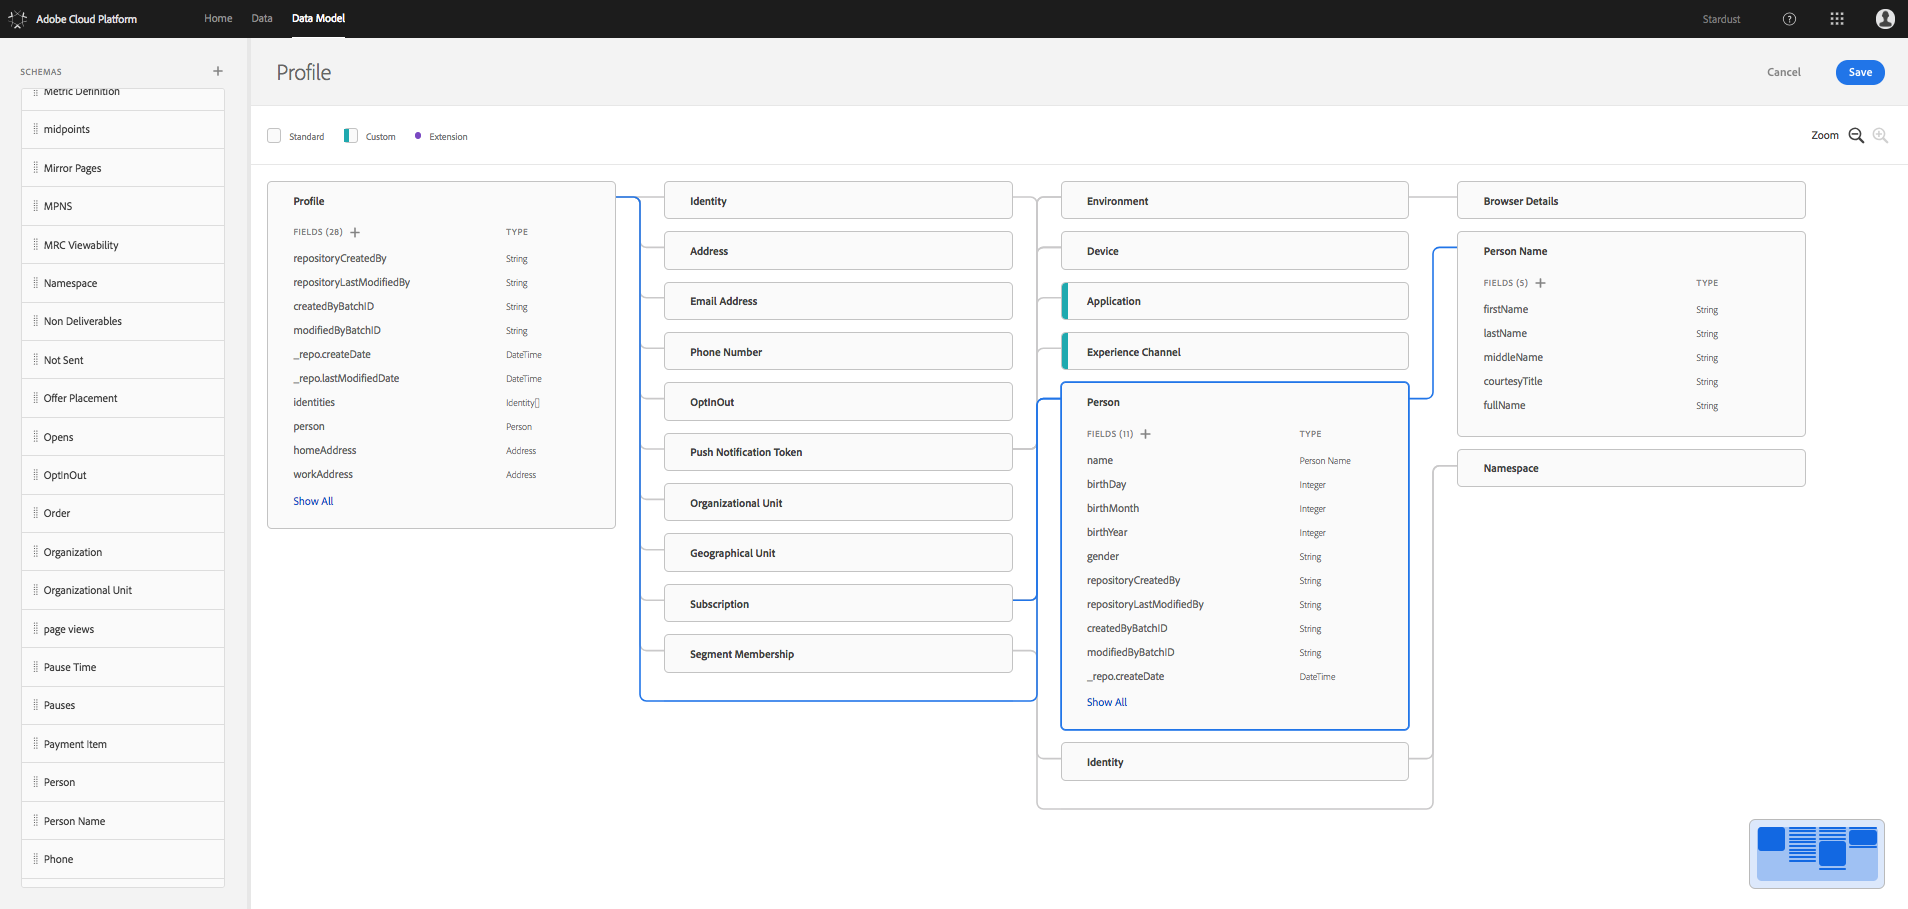 Adobe Cloud Platform
Home
Data
Data Model
Stardust
SCHEMAS
Metric Definition
midpoints
Mirror Pages
MPNS
MRC Viewability
Namespace
Non Deliverables
Not Sent
Offer Placement
Opens
OptInOut
Order
Organization
Organizational Unit
page views
Pause Time
Pauses
Payment Item
Person
Person Name
Phone
Profile
Cancel
Save
Standard
Custom
Extension
Zoom
Profile
FIELDS (28) TYPE
repositoryCreatedBy String
repositoryLastModifiedBy String
createdByBatchID String
modifiedByBatchID String
_repo.createDate DateTime
_repo.lastModifiedDate DateTime
identities Identity[]
person Person
homeAddress Address
workAddress Address
Show All
Identity
Address
Email Address
Phone Number
OptInOut
Push Notification Token
Organizational Unit
Geographical Unit
Subscription
Segment Membership
Environment
Device
Application
Experience Channel
Person
FIELDS (11) TYPE
name Person Name
birthDay Integer
birthMonth Integer
birthYear Integer
gender String
repositoryCreatedBy String
repositoryLastModifiedBy String
createdByBatchID String
modifiedByBatchID String
_repo.createDate DateTime
Show All
Identity
Browser Details
Person Name
FIELDS (5) TYPE
firstName String
lastName String
middleName String
courtesyTitle String
fullName String
Namespace